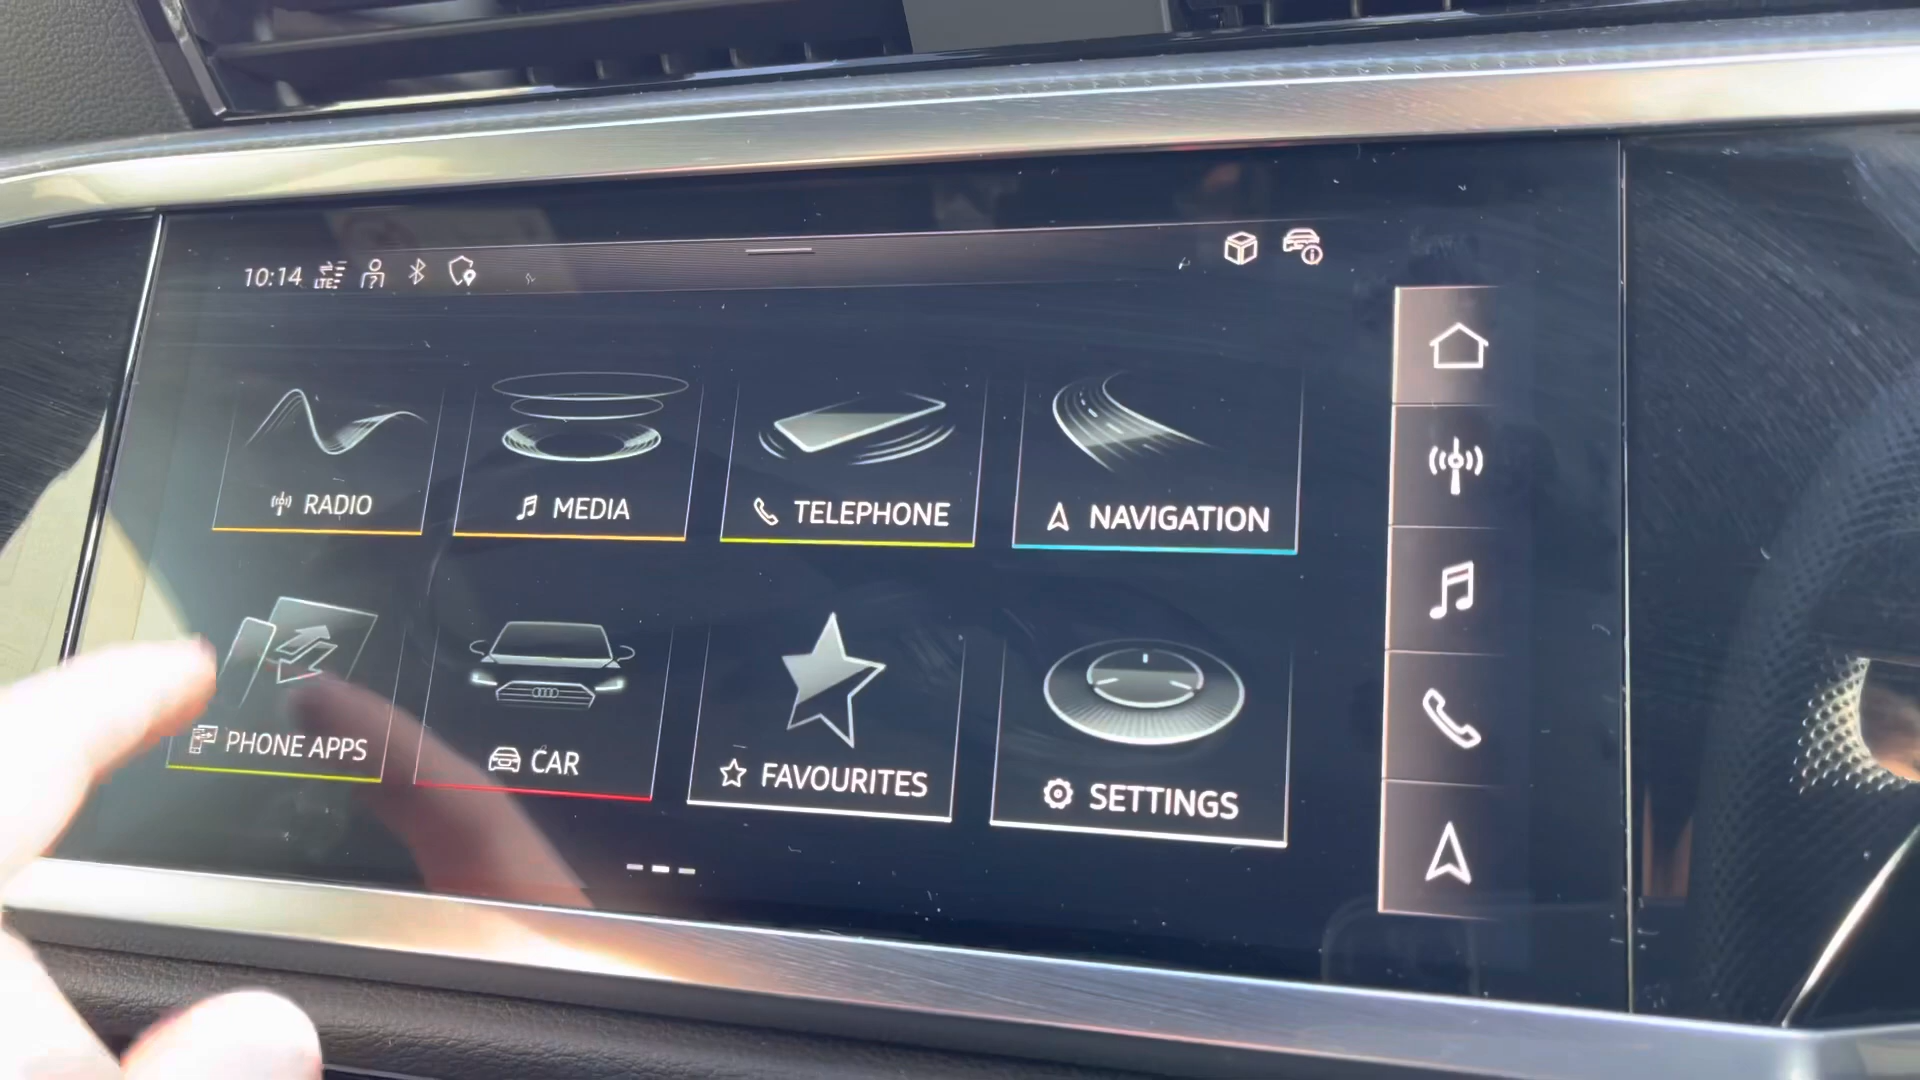 10:14 LTE
RADIO
MEDIA
TELEPHONE
NAVIGATION
PHONE APPS
CAR
FAVOURITES
SETTINGS